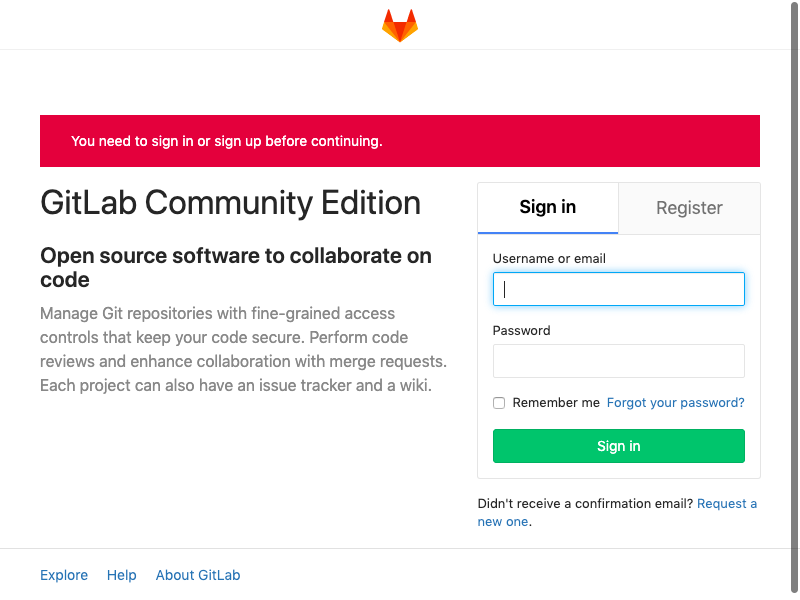 You need to sign in or sign up before continuing.
GitLab Community Edition
Open source software to collaborate on
code
Manage Git repositories with fine-grained access
controls that keep your code secure. Perform code
reviews and enhance collaboration with merge requests.
Each project can also have an issue tracker and a wiki.
Sign in
Register
Username or email
Password
Remember me
Forgot your password?
Sign in
Didn't receive a confirmation email? Request a
new one.
Explore
Help
About GitLab